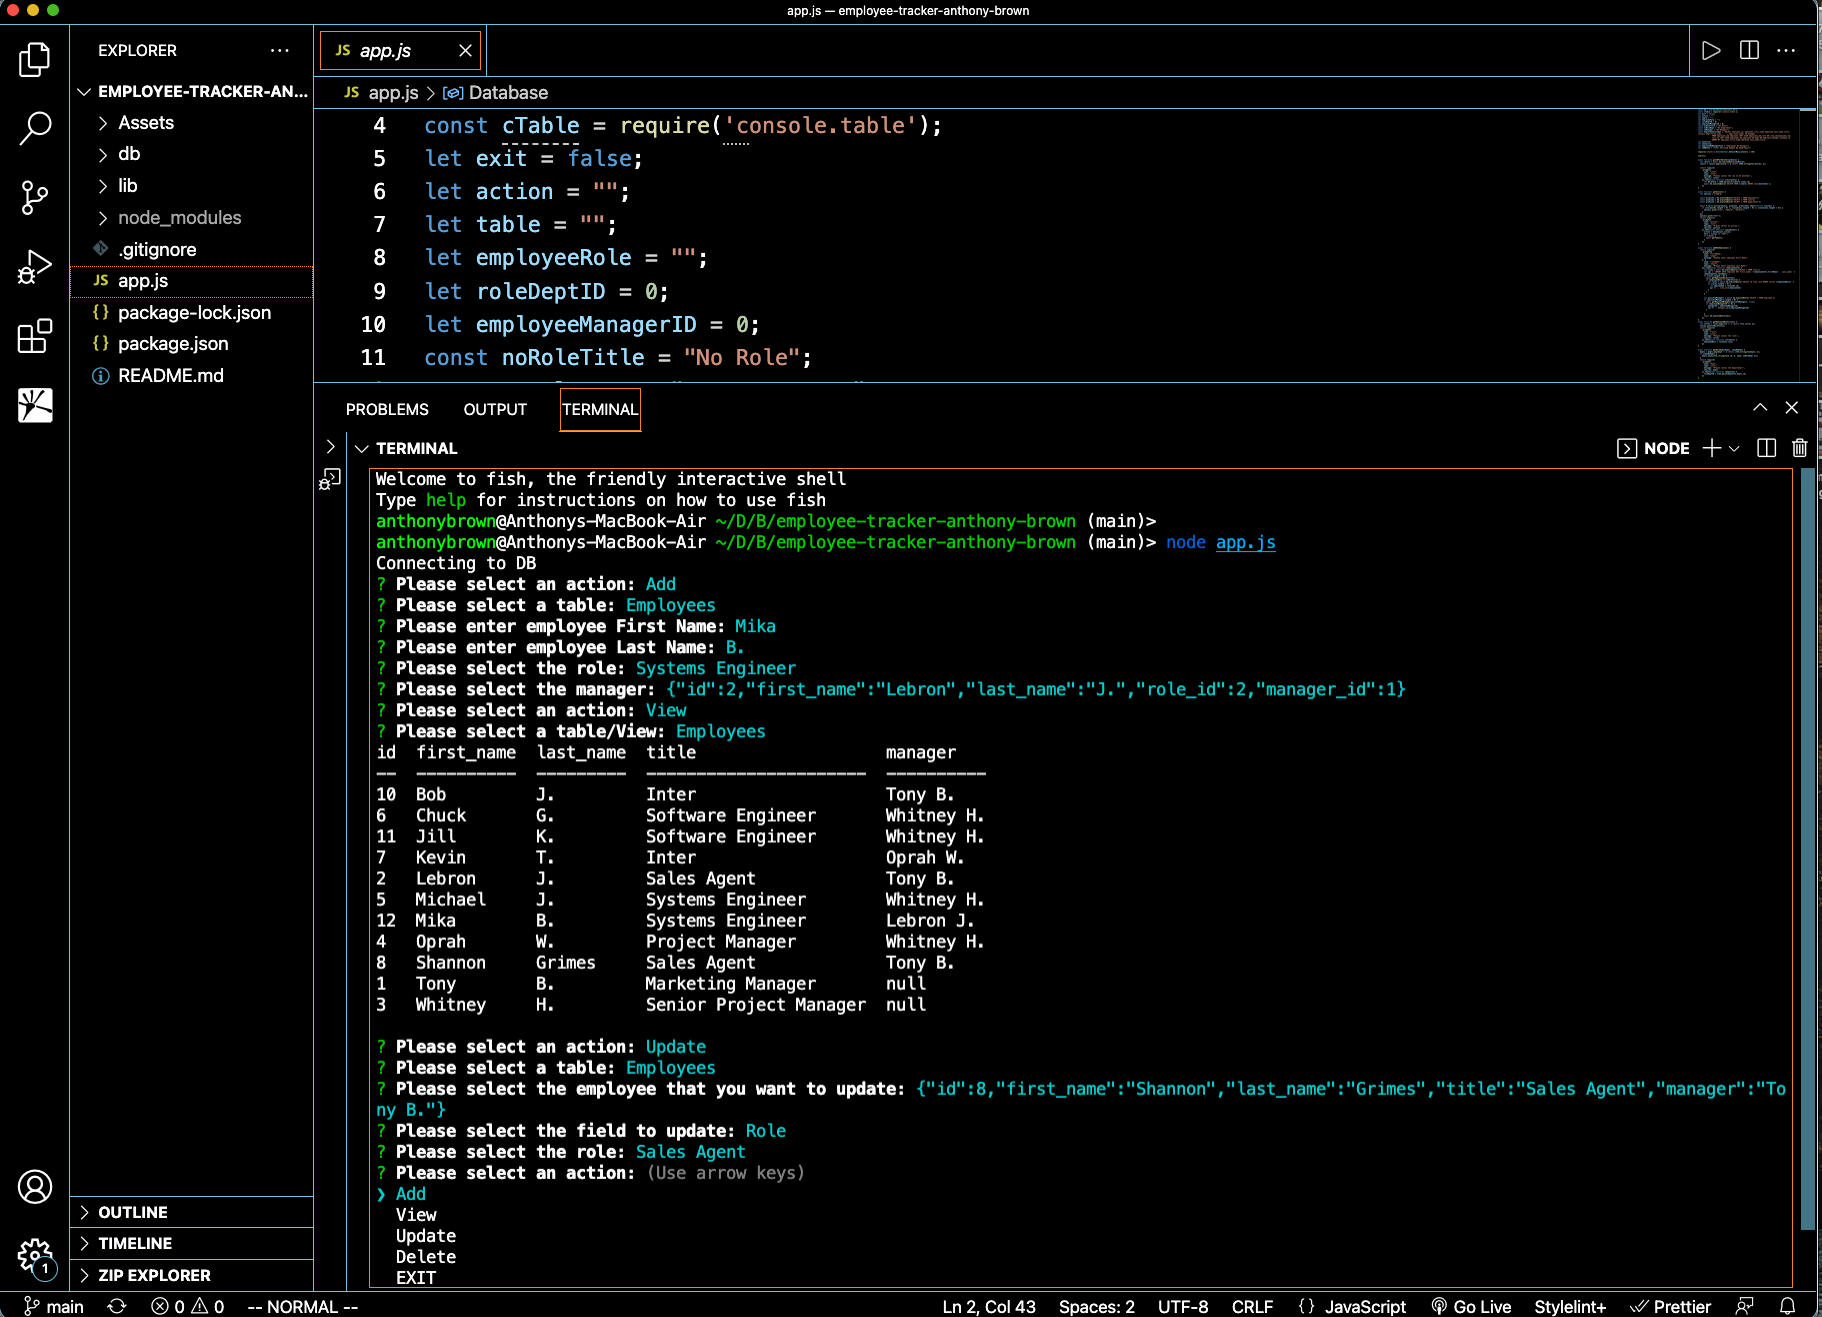 app.js — employee-tracker-anthony-brown
EXPLORER ···
EMPLOYEE-TRACKER-AN...
Assets
db
lib
node_modules
.gitignore
JS app.js
{} package-lock.json
{} package.json
README.md
OUTLINE
TIMELINE
ZIP EXPLORER
1
JS app.js
JS app.js > Database
4 const cTable = require('console.table');
5 let exit = false;
6 let action = "";
7 let table = "";
8 let employeeRole = "";
9 let roleDeptID = 0;
10 let employeeManagerID = 0;
11 const noRoleTitle = "No Role";
PROBLEMS OUTPUT TERMINAL
TERMINAL NODE
Welcome to fish, the friendly interactive shell
Type help for instructions on how to use fish
anthonybrown@Anthonys-MacBook-Air ~/D/B/employee-tracker-anthony-brown (main)>
anthonybrown@Anthonys-MacBook-Air ~/D/B/employee-tracker-anthony-brown (main)> node app.js
Connecting to DB
? Please select an action: Add
? Please select a table: Employees
? Please enter employee First Name: Mika
? Please enter employee Last Name: B.
? Please select the role: Systems Engineer
? Please select the manager: {"id":2,"first_name":"Lebron","last_name":"J.","role_id":2,"manager_id":1}
? Please select an action: View
? Please select a table/View: Employees
id first_name last_name title manager
-- ---------- --------- ---------------------- ----------
10 Bob J. Inter Tony B.
6 Chuck G. Software Engineer Whitney H.
11 Jill K. Software Engineer Whitney H.
7 Kevin T. Inter Oprah W.
2 Lebron J. Sales Agent Tony B.
5 Michael J. Systems Engineer Whitney H.
12 Mika B. Systems Engineer Lebron J.
4 Oprah W. Project Manager Whitney H.
8 Shannon Grimes Sales Agent Tony B.
1 Tony B. Marketing Manager null
3 Whitney H. Senior Project Manager null
? Please select an action: Update
? Please select a table: Employees
? Please select the employee that you want to update: {"id":8,"first_name":"Shannon","last_name":"Grimes","title":"Sales Agent","manager":"To
ny B."}
? Please select the field to update: Role
? Please select the role: Sales Agent
? Please select an action: (Use arrow keys)
❯ Add
View
Update
Delete
EXIT
main 0 0 -- NORMAL -- Ln 2, Col 43 Spaces: 2 UTF-8 CRLF {} JavaScript Go Live Stylelint+ Prettier